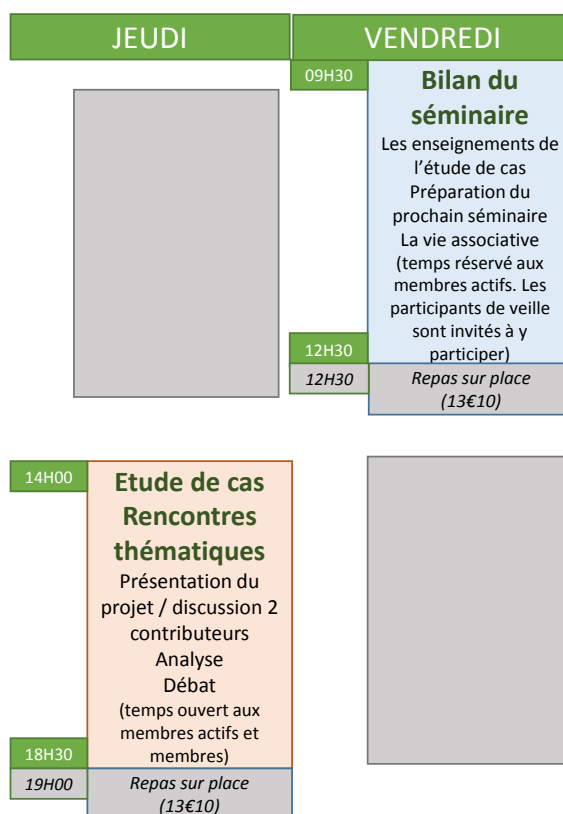 JEUDI
VENDREDI
09H30
Bilan du
séminaire
Les enseignements de
l'étude de cas
Préparation du
prochain séminaire
La vie associative
(temps réservé aux
membres actifs. Les
participants de veille
sont invités à y
participer)
12H30
12H30
Repas sur place
(13€10)
14H00
Etude de cas
Rencontres
thématiques
Présentation du
projet / discussion 2
contributeurs
Analyse
Débat
(temps ouvert aux
membres actifs et
membres)
18H30
19H00
Repas sur place
(13€10)